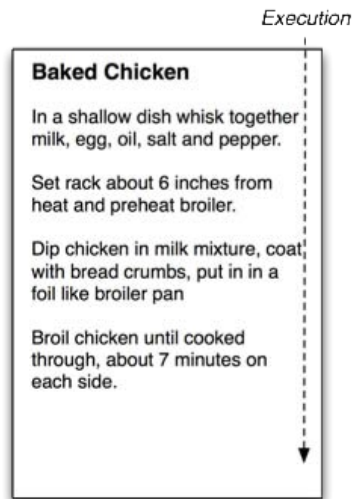 Execution
Baked Chicken
In a shallow dish whisk together
milk, egg, oil, salt and pepper.
Set rack about 6 inches from
heat and preheat broiler.
Dip chicken in milk mixture, coat
with bread crumbs, put in in a
foil like broiler pan
Broil chicken until cooked
through, about 7 minutes on
each side.